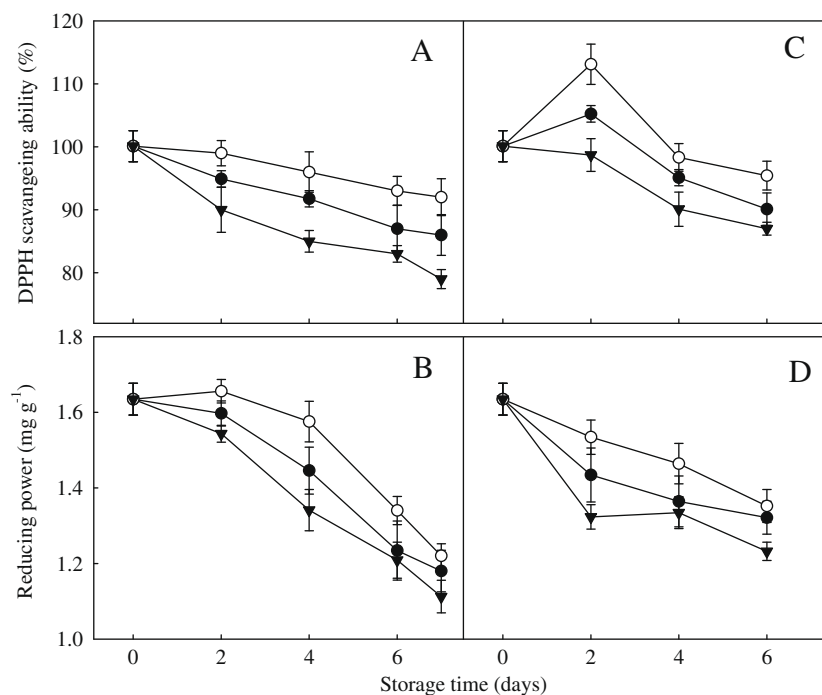 120
110
100
90
80
DPPH scavangeing ability (%)
A
C
1.8
1.6
1.4
1.2
1.0
Reducing power (mg g-1)
B
D
0 2 4 6 0 2 4 6
Storage time (days)